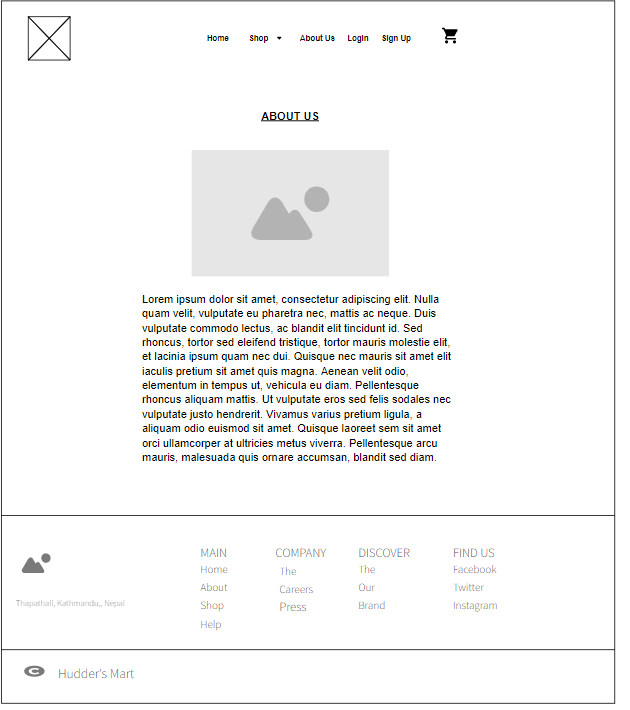 Home Shop About Us Login Sign Up
ABOUT US
Lorem ipsum dolor sit amet, consectetur adipiscing elit. Nulla
quam velit, vulputate eu pharetra nec, mattis ac neque. Duis
vulputate commodo lectus, ac blandit elit tincidunt id. Sed
rhoncus, tortor sed eleifend tristique, tortor mauris molestie elit,
et lacinia ipsum quam nec dui. Quisque nec mauris sit amet elit
iaculis pretium sit amet quis magna. Aenean velit odio,
elementum in tempus ut, vehicula eu diam. Pellentesque
rhoncus aliquam mattis. Ut vulputate eros sed felis sodales nec
vulputate justo hendrerit. Vivamus varius pretium ligula, a
aliquam odio euismod sit amet. Quisque laoreet sem sit amet
orci ullamcorper at ultricies metus viverra. Pellentesque arcu
mauris, malesuada quis ornare accumsan, blandit sed diam.
Thapathali, Kathmandu,, Nepal
MAIN
Home
About
Shop
Help
COMPANY
The
Careers
Press
DISCOVER
The
Our
Brand
FIND US
Facebook
Twitter
Instagram
© Hudder's Mart